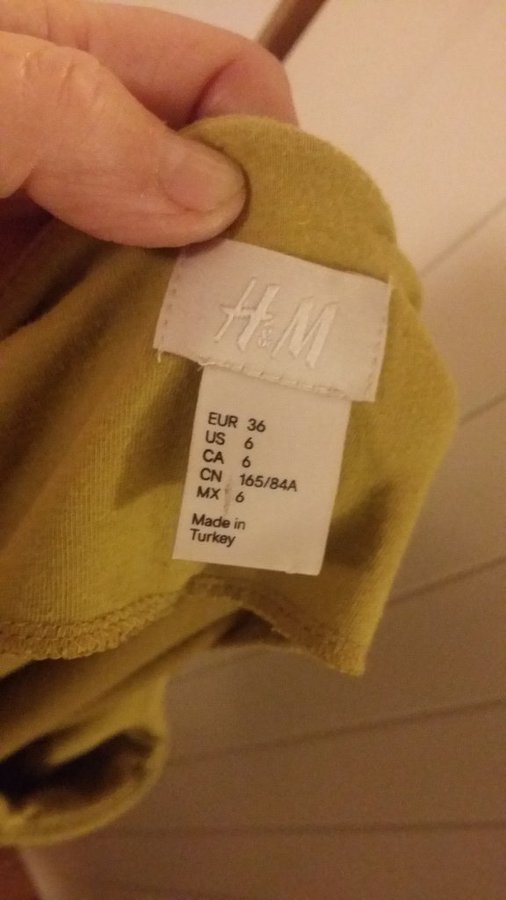 H&M
EUR 36
US 6
CA 6
CN 165/84A
MX 6
Made in
Turkey